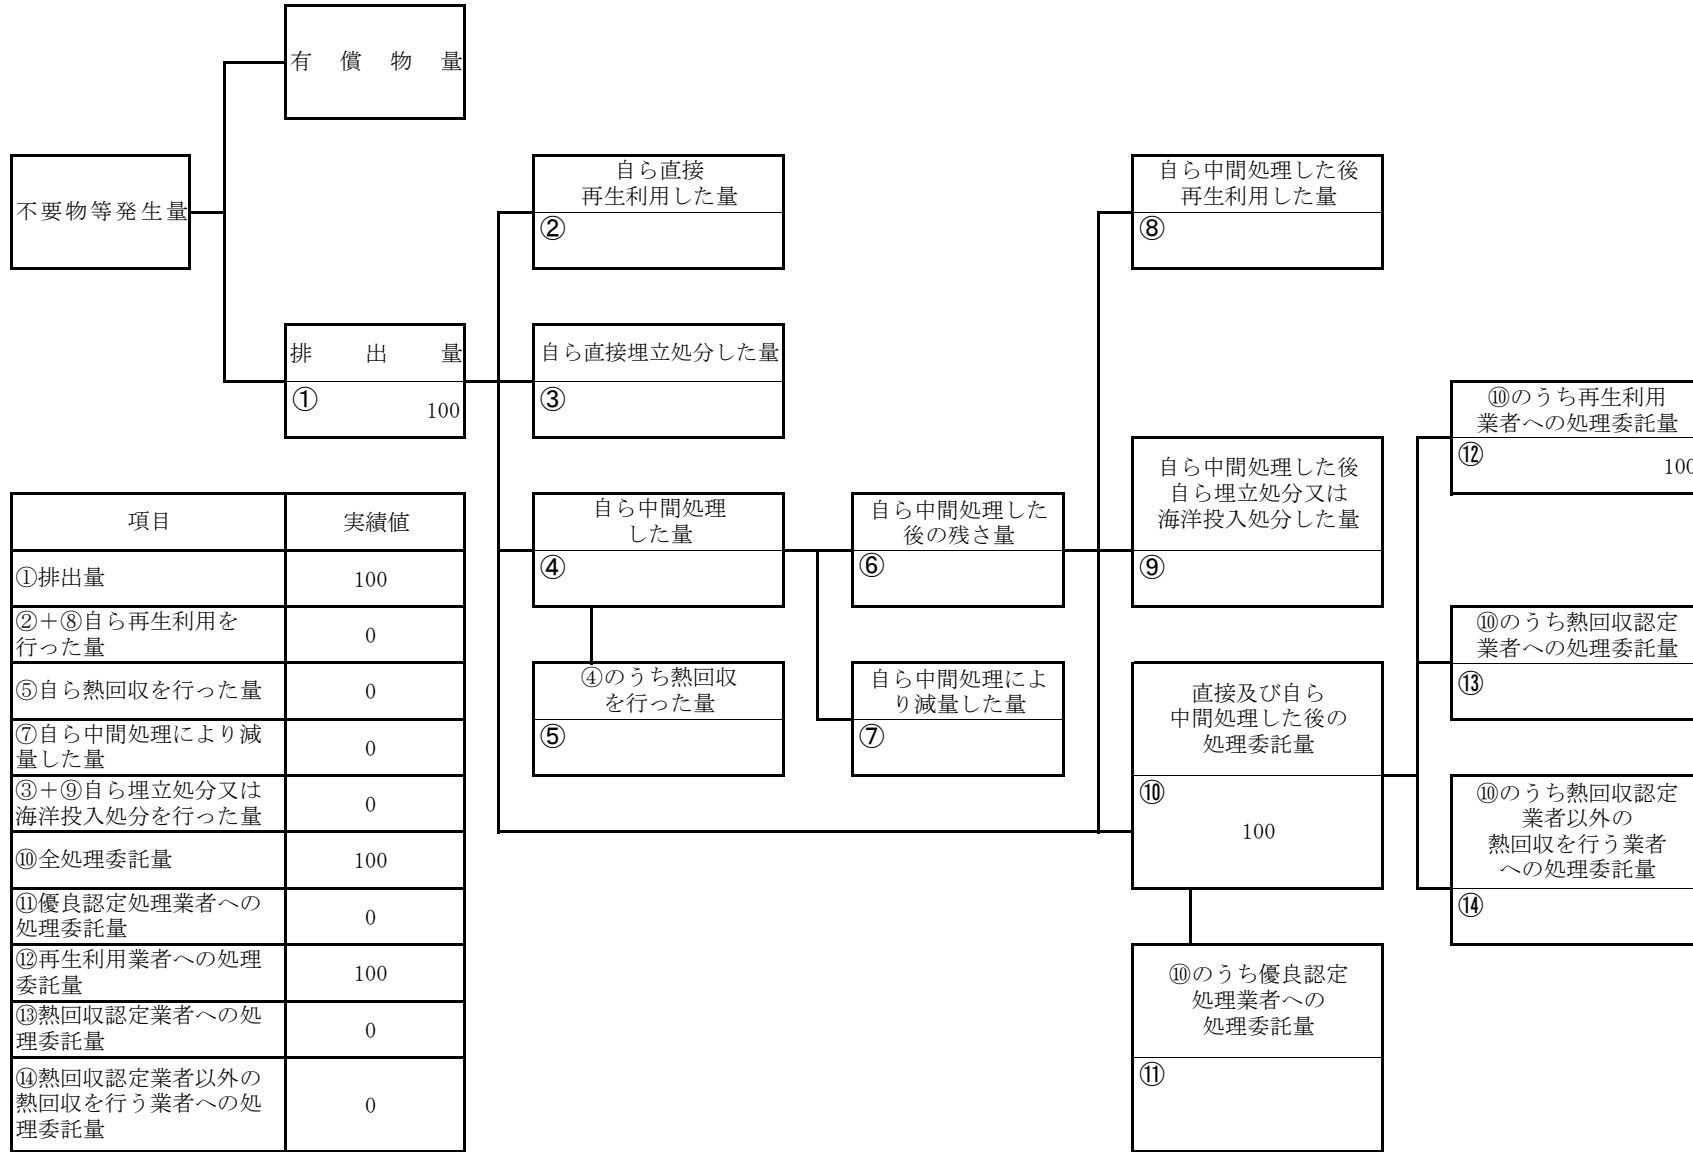 有償物量
不要物等発生量
自ら直接
再生利用した量
②
自ら中間処理した後
再生利用した量
⑧
排出量
①
100
自ら直接埋立処分した量
③
⑩のうち再生利用
業者への処理委託量
⑫
100
自ら中間処理
した量
④
自ら中間処理した
後の残さ量
⑥
自ら中間処理した後
自ら埋立処分又は
海洋投入処分した量
⑨
⑩のうち熱回収認定
業者への処理委託量
⑬
④のうち熱回収
を行った量
⑤
自ら中間処理によ
り減量した量
⑦
直接及び自ら
中間処理した後の
処理委託量
⑩
100
⑩のうち熱回収認定
業者以外の
熱回収を行う業者
への処理委託量
⑭
⑩のうち優良認定
処理業者への
処理委託量
⑪
項目 実績値
①排出量 100
②+⑧自ら再生利用を
行った量 0
⑤自ら熱回収を行った量 0
⑦自ら中間処理により減
量した量 0
③+⑨自ら埋立処分又は
海洋投入処分を行った量 0
⑩全処理委託量 100
⑪優良認定処理業者への
処理委託量 0
⑫再生利用業者への処理
委託量 100
⑬熱回収認定業者への処
理委託量 0
⑭熱回収認定業者以外の
熱回収を行う業者への処
理委託量 0